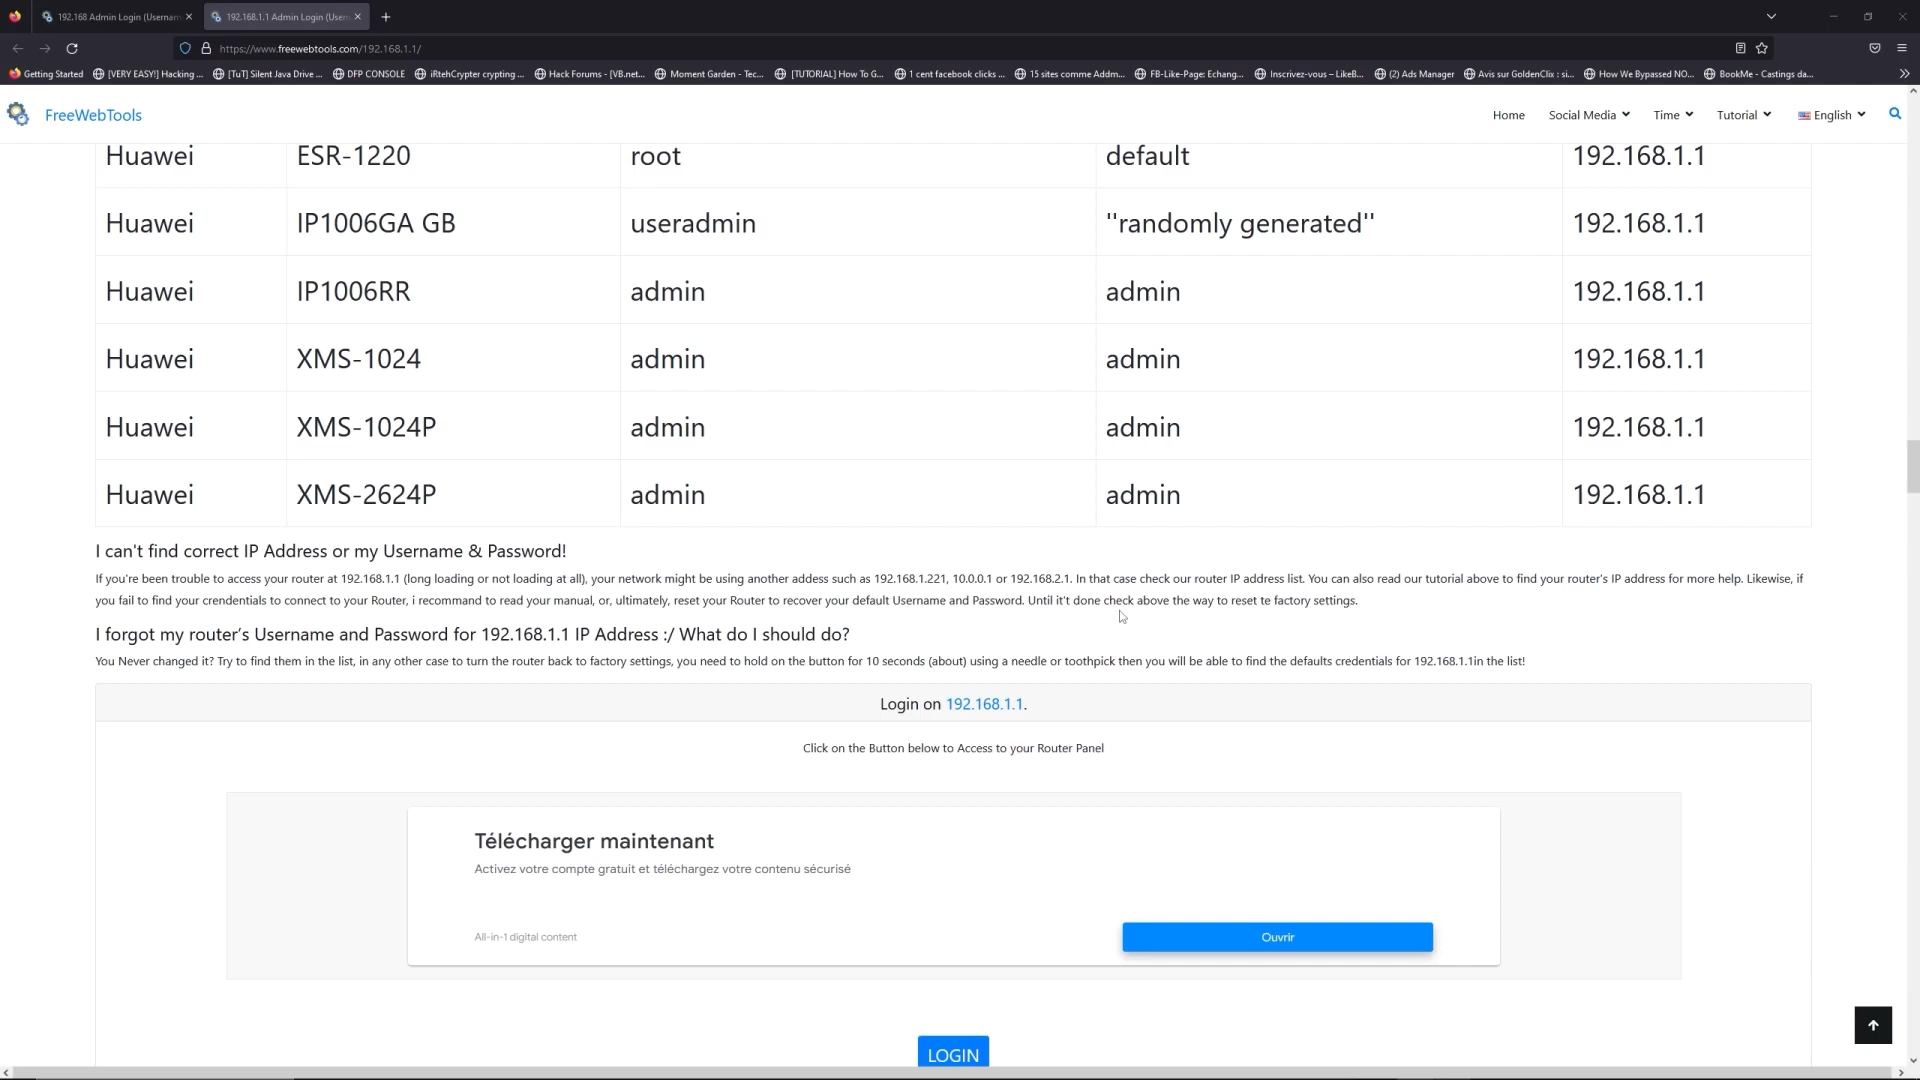 192.168 Admin Login (Usernam
192.168.1.1 Admin Login (User
https://www.freewebtools.com/192.168.1.1/
Getting Started
[VERY EASY!] Hacking ...
[TuT] Silent Java Drive ...
DFP CONSOLE
iRtehCrypter crypting ...
Hack Forums - [VB.net...
Moment Garden - Tec...
[TUTORIAL] How To G...
1 cent facebook clicks ...
15 sites comme Addm...
FB-Like-Page: Echang...
Inscrivez-vous – LikeB...
(2) Ads Manager
Avis sur GoldenClix : si...
How We Bypassed NO...
BookMe - Castings da...
FreeWebTools
Home Social Media Time Tutorial English
Huawei ESR-1220 root default 192.168.1.1
Huawei IP1006GA GB useradmin ''randomly generated'' 192.168.1.1
Huawei IP1006RR admin admin 192.168.1.1
Huawei XMS-1024 admin admin 192.168.1.1
Huawei XMS-1024P admin admin 192.168.1.1
Huawei XMS-2624P admin admin 192.168.1.1
I can't find correct IP Address or my Username & Password!
If you're been trouble to access your router at 192.168.1.1 (long loading or not loading at all), your network might be using another addess such as 192.168.1.221, 10.0.0.1 or 192.168.2.1. In that case check our router IP address list. You can also read our tutorial above to find your router's IP address for more help. Likewise, if
you fail to find your crendentials to connect to your Router, i recommand to read your manual, or, ultimately, reset your Router to recover your default Username and Password. Until it't done check above the way to reset te factory settings.
I forgot my router’s Username and Password for 192.168.1.1 IP Address :/ What do I should do?
You Never changed it? Try to find them in the list, in any other case to turn the router back to factory settings, you need to hold on the button for 10 seconds (about) using a needle or toothpick then you will be able to find the defaults credentials for 192.168.1.1in the list!
Login on 192.168.1.1.
Click on the Button below to Access to your Router Panel
Télécharger maintenant
Activez votre compte gratuit et téléchargez votre contenu sécurisé
All-in-1 digital content
Ouvrir
LOGIN